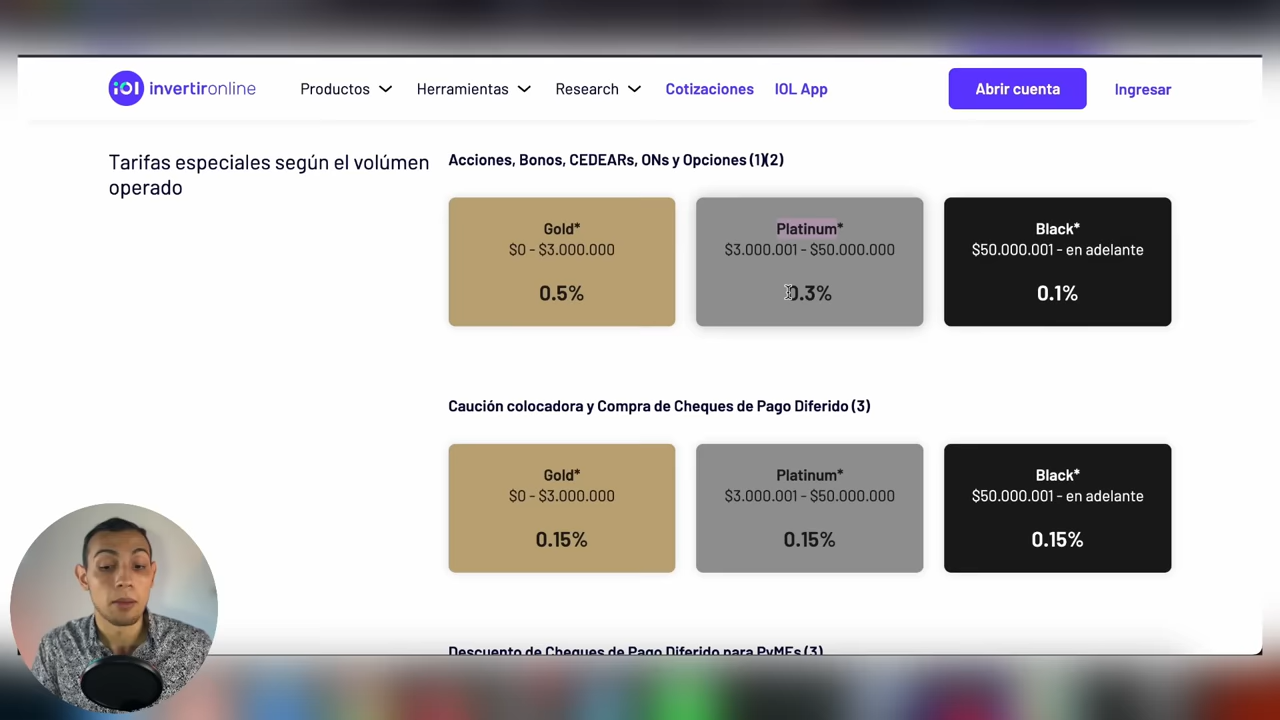 iOl invertironline
Productos
Herramientas
Research
Cotizaciones
IOL App
Abrir cuenta
Ingresar
Tarifas especiales según el volúmen
operado
Acciones, Bonos, CEDEARs, ONs y Opciones (1)(2)
Gold*
$0 - $3.000.000
0.5%
Platinum*
$3.000.001 - $50.000.000
0.3%
Black*
$50.000.001 - en adelante
0.1%
Caución colocadora y Compra de Cheques de Pago Diferido (3)
Gold*
$0 - $3.000.000
0.15%
Platinum*
$3.000.001 - $50.000.000
0.15%
Black*
$50.000.001 - en adelante
0.15%
Descuento de Cheques de Pago Diferido para PyMEs (3)